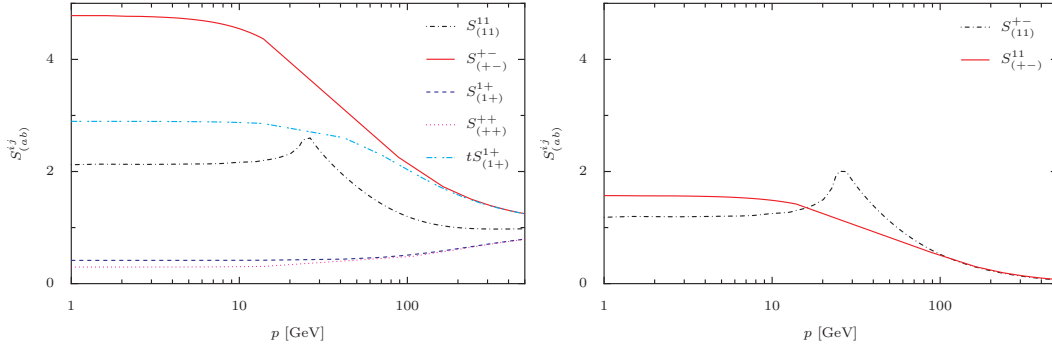 S^{ij}_{(ab)}
4
2
0
1
10
100
p [GeV]
S^{11}_{(11)}
S^{+-}_{(+-)}
S^{1+}_{(1+)}
S^{++}_{(++)}
tS^{1+}_{(1+)}
S^{ij}_{(ab)}
4
2
0
1
10
100
p [GeV]
S^{+-}_{(11)}
S^{11}_{(+-)}